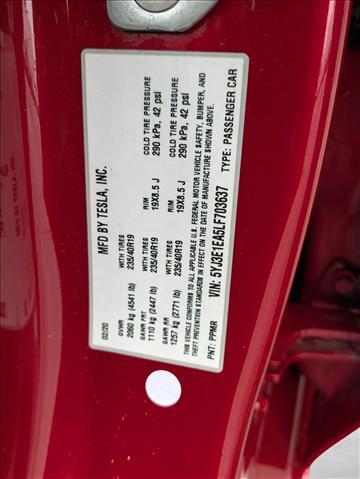 MFD BY TESLA, INC.
02/20
GVWR WITH TIRES RIM COLD TIRE PRESSURE
2060 kg (4541 lb) 235/40R19 19X8.5 J 290 kPa, 42 psi
GAWR FRT WITH TIRES RIM COLD TIRE PRESSURE
1110 kg (2447 lb) 235/40R19 19X8.5 J 290 kPa, 42 psi
GAWR RR WITH TIRES RIM COLD TIRE PRESSURE
1257 kg (2771 lb) 235/40R19 19X8.5 J 290 kPa, 42 psi
THIS VEHICLE CONFORMS TO ALL APPLICABLE U.S. FEDERAL MOTOR VEHICLE SAFETY, BUMPER, AND
THEFT PREVENTION STANDARDS IN EFFECT ON THE DATE OF MANUFACTURE SHOWN ABOVE.
VIN: 5YJ3E1EA5LF703637
PNT: PPMR TYPE: PASSENGER CAR